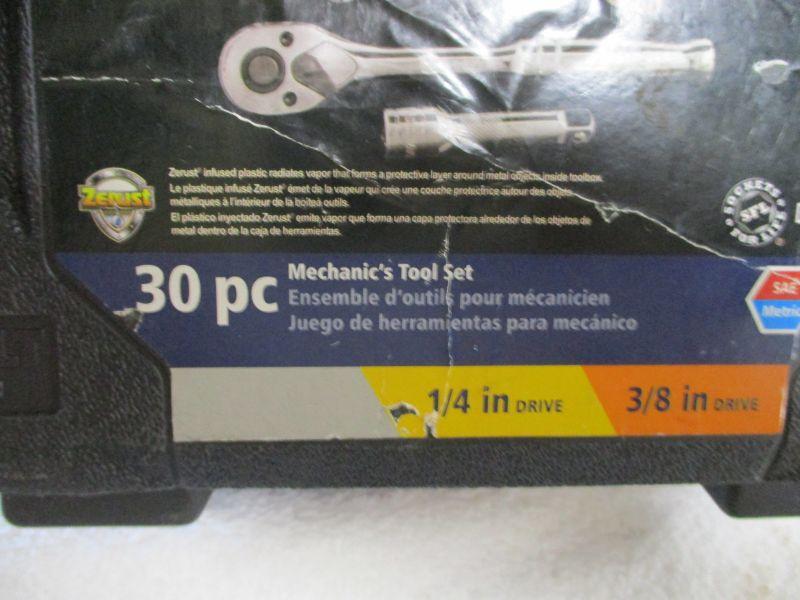 Zerust® infused plastic radiates vapor that forms a protective layer around metal objects inside toolbox.
Le plastique infusé Zerust® émet de la vapeur qui crée une couche protectrice autour des objets
métalliques à l'intérieur de la boîte à outils.
El plástico inyectado Zerust® emite vapor que forma una capa protectora alrededor de los objetos de
metal dentro de la caja de herramientas.
Zerust
SOCKETS
SFL
30 pc
Mechanic's Tool Set
Ensemble d'outils pour mécanicien
Juego de herramientas para mecánico
SAE
Metric
1/4 in DRIVE
3/8 in DRIVE